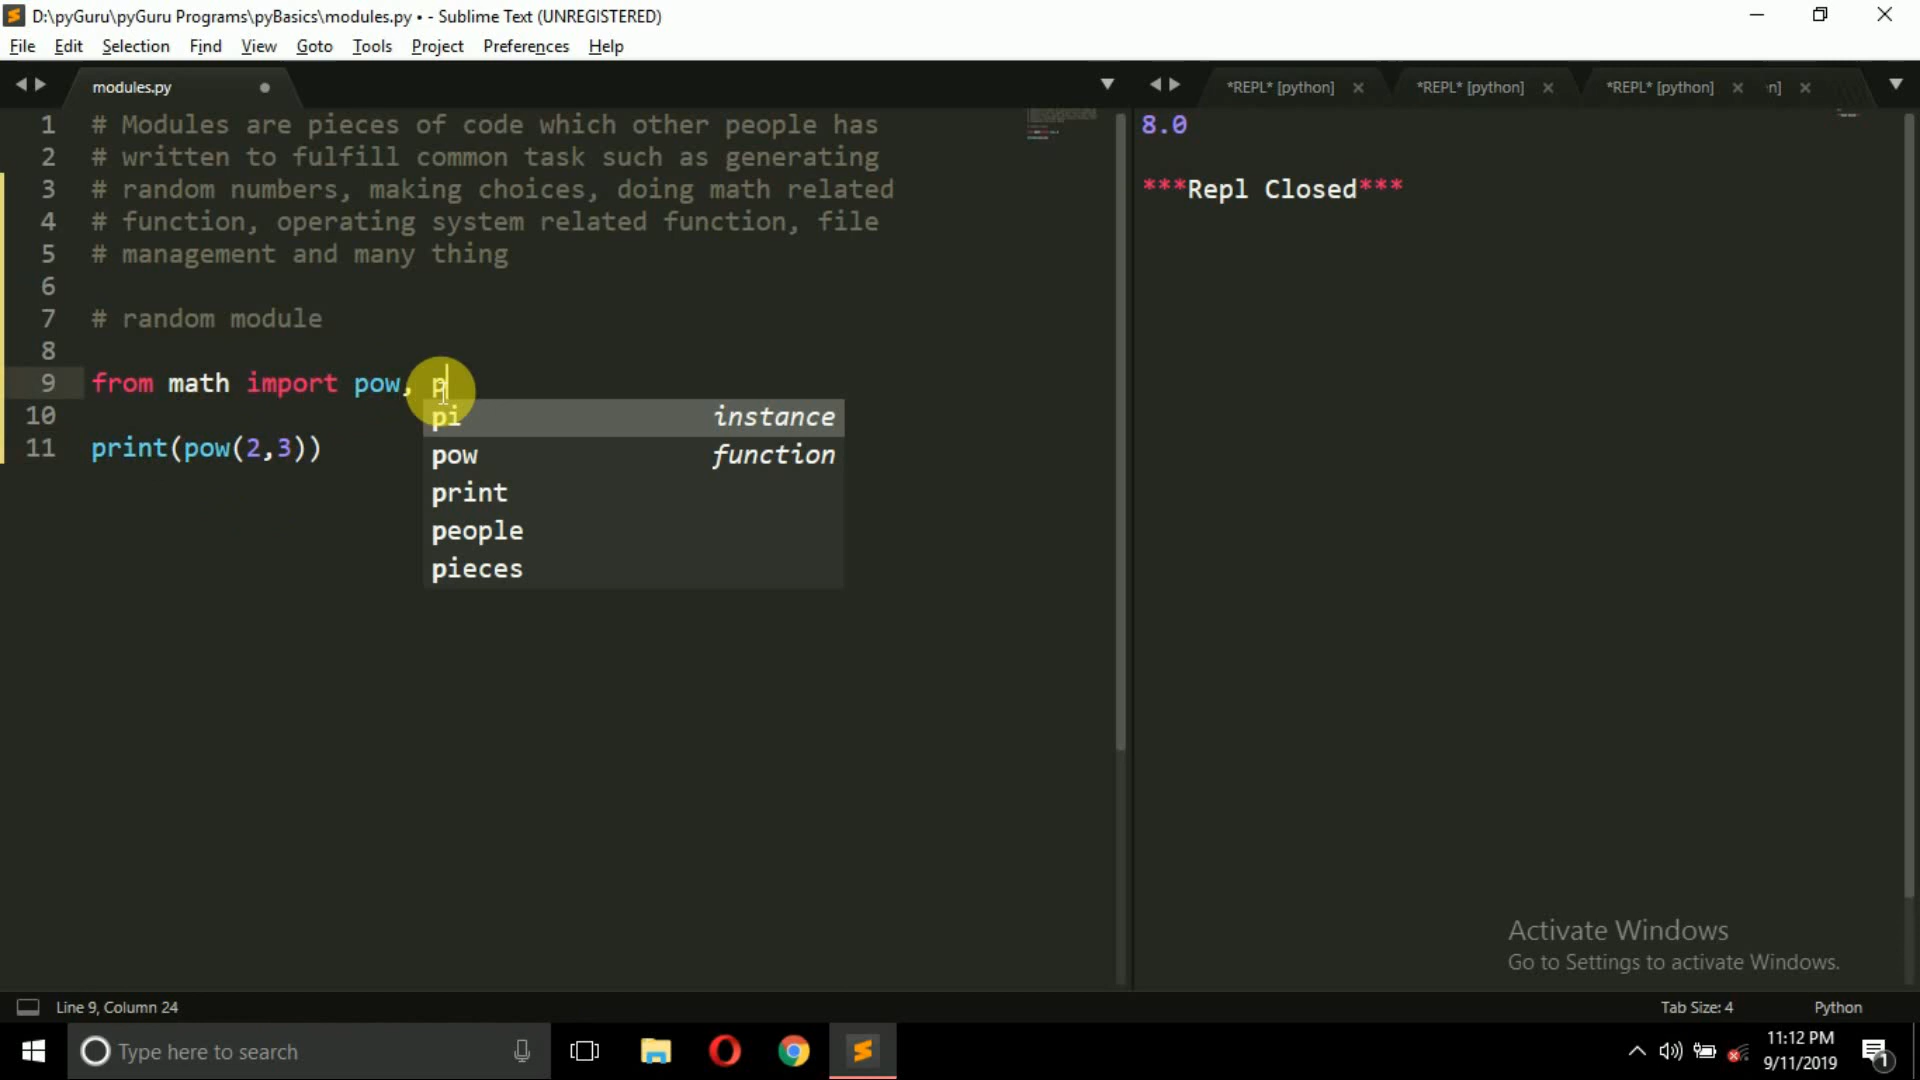 D:\pyGuru\pyGuru Programs\pyBasics\modules.py • - Sublime Text (UNREGISTERED)
File Edit Selection Find View Goto Tools Project Preferences Help
modules.py
*REPL* [python] *REPL* [python] *REPL* [python] n]
1 # Modules are pieces of code which other people has
2 # written to fulfill common task such as generating
3 # random numbers, making choices, doing math related
4 # function, operating system related function, file
5 # management and many thing
6
7 # random module
8
9 from math import pow, p
10
11 print(pow(2,3))
pi instance
pow function
print
people
pieces
8.0
***Repl Closed***
Activate Windows
Go to Settings to activate Windows.
Line 9, Column 24
Tab Size: 4 Python
Type here to search
11:12 PM
9/11/2019
1